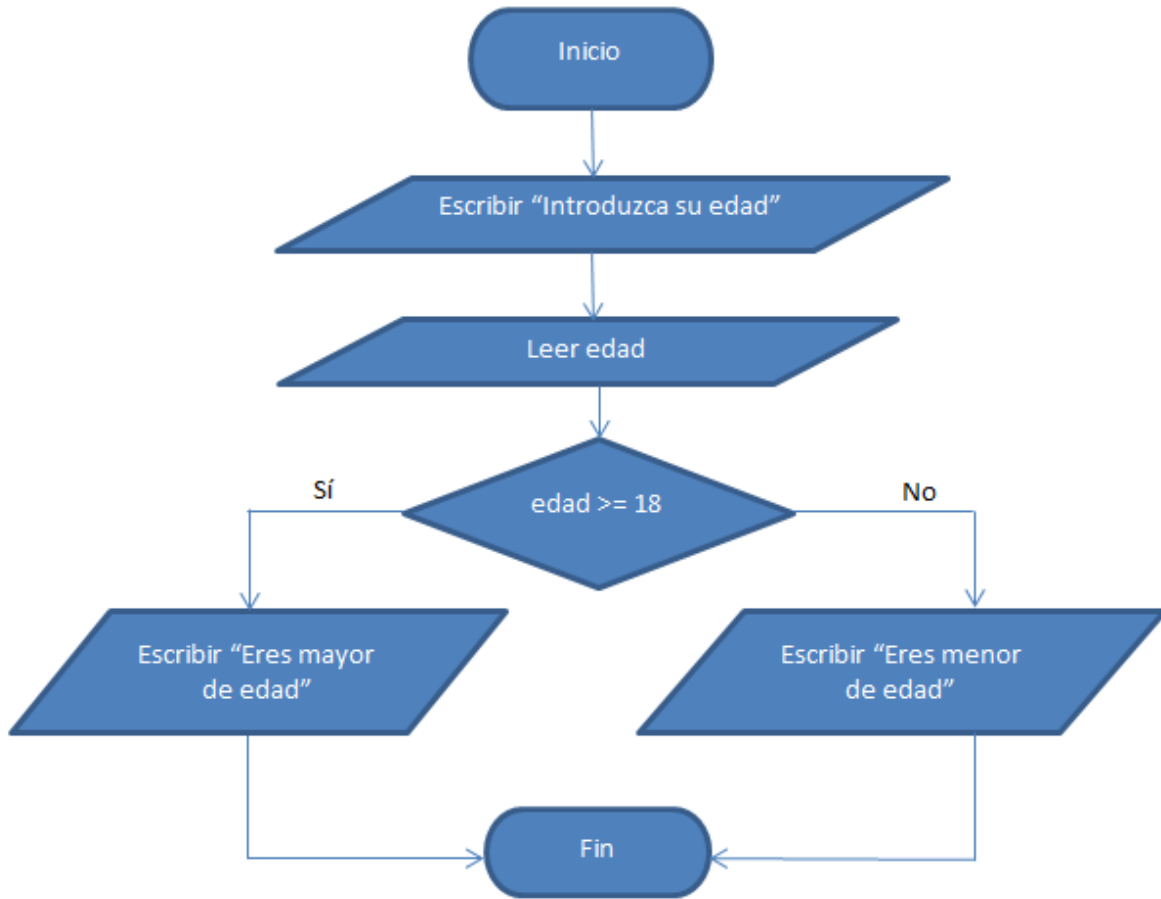 Inicio
Escribir “Introduzca su edad”
Leer edad
edad >= 18
Sí
No
Escribir “Eres mayor
de edad”
Escribir “Eres menor
de edad”
Fin